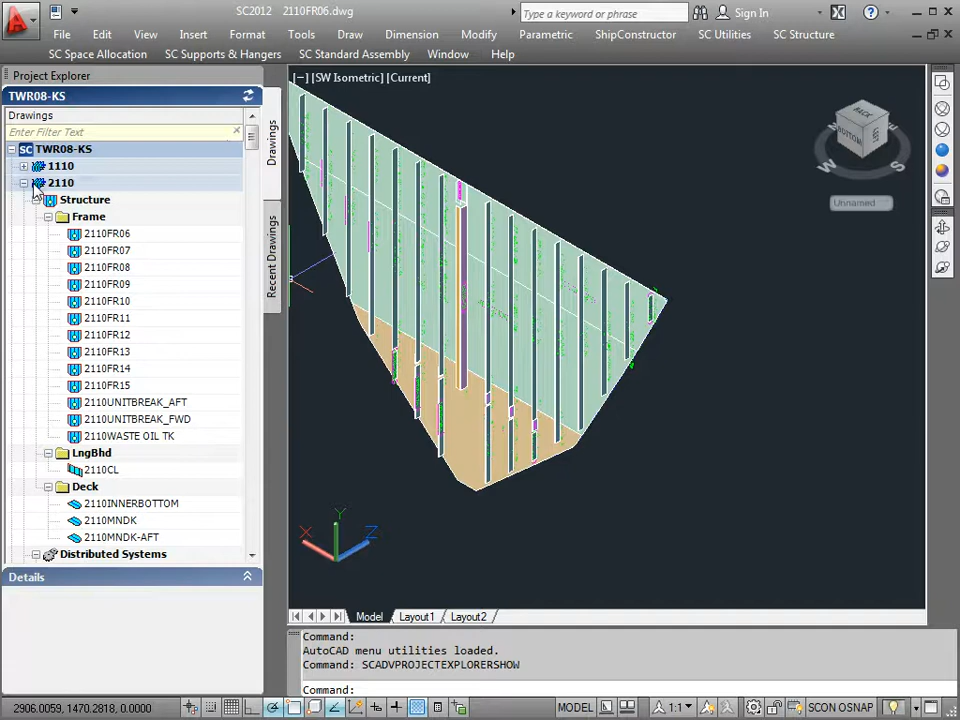 SC2012 2110FR06.dwg
Type a keyword or phrase
Sign In
File Edit View Insert Format Tools Draw Dimension Modify Parametric ShipConstructor SC Utilities SC Structure
SC Space Allocation SC Supports & Hangers SC Standard Assembly Window Help
Project Explorer
TWR08-KS
Drawings
Enter Filter Text
SC TWR08-KS
1110
2110
Structure
Frame
2110FR06
2110FR07
2110FR08
2110FR09
2110FR10
2110FR11
2110FR12
2110FR13
2110FR14
2110FR15
2110UNITBREAK_AFT
2110UNITBREAK_FWD
2110WASTE OIL TK
LngBhd
2110CL
Deck
2110INNERBOTTOM
2110MNDK
2110MNDK-AFT
Distributed Systems
Details
Drawings
Recent Drawings
[−] [SW Isometric] [Current]
BOTTOM
W
S
Unnamed
X
Y
Z
Model Layout1 Layout2
Command:
AutoCAD menu utilities loaded.
Command: SCADVPROJECTEXPLORERSHOW
Command:
2906.0059, 1470.2818, 0.0000
MODEL
1:1
SCON OSNAP